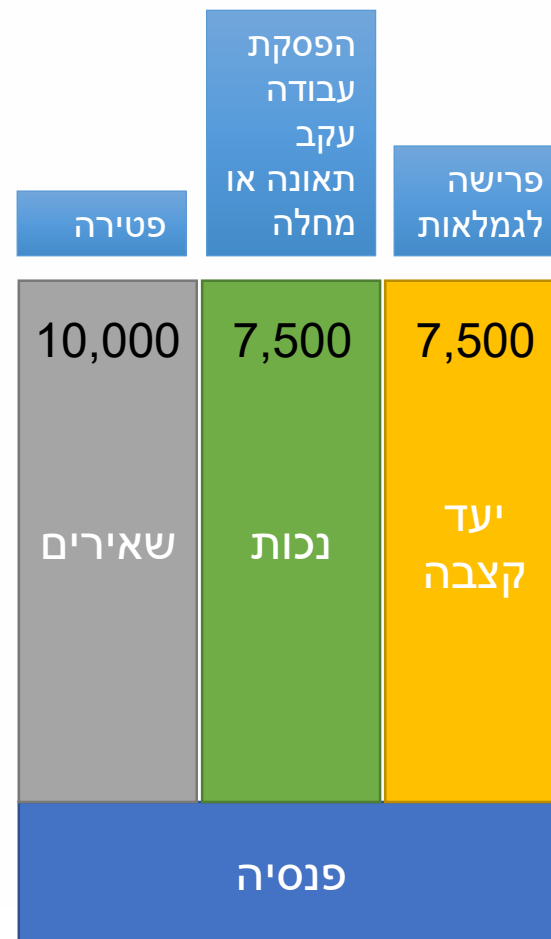 פרישה
לגמלאות
הפסקת
עבודה
עקב
תאונה או
מחלה
פטירה
7,500
7,500
10,000
יעד
קצבה
נכות
שאירים
פנסיה